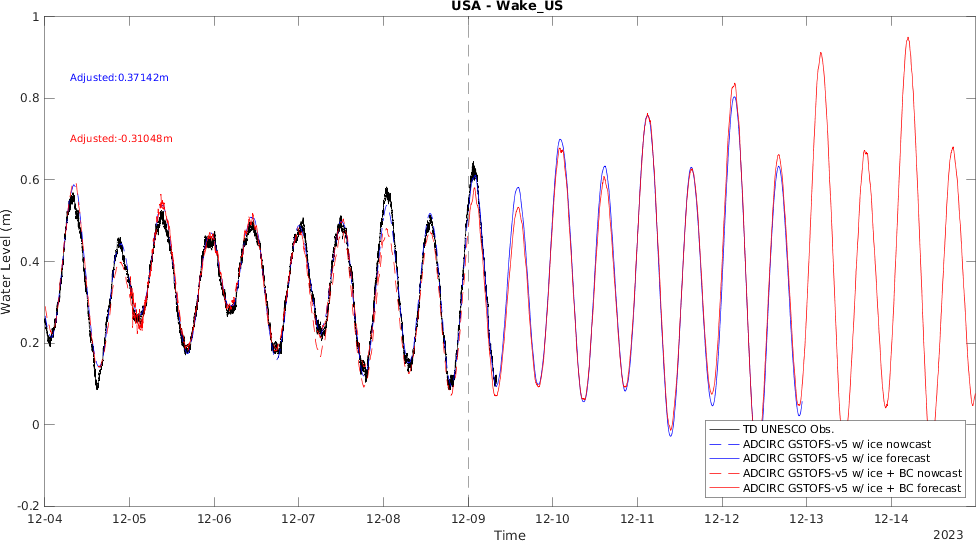 USA - Wake_US
1
0.8
0.6
0.4
0.2
0
-0.2
Water Level (m)
Adjusted:0.37142m
Adjusted:-0.31048m
TD UNESCO Obs.
ADCIRC GSTOFS-v5 w/ ice nowcast
ADCIRC GSTOFS-v5 w/ ice forecast
ADCIRC GSTOFS-v5 w/ ice + BC nowcast
ADCIRC GSTOFS-v5 w/ ice + BC forecast
12-04 12-05 12-06 12-07 12-08 12-09 12-10 12-11 12-12 12-13 12-14
Time
2023